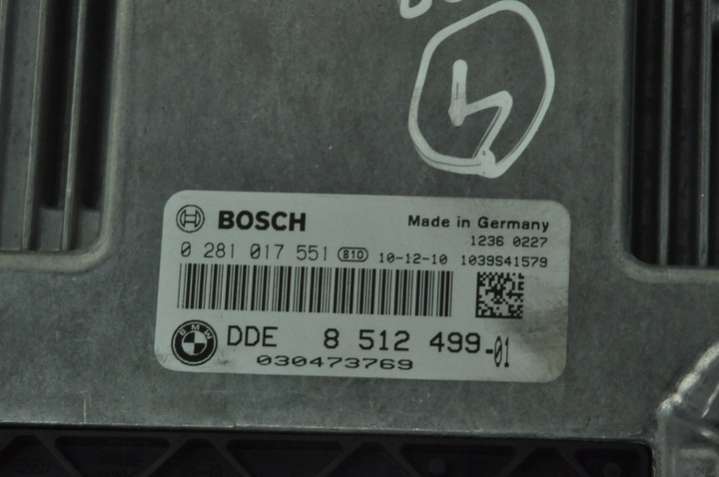 BOSCH Made in Germany
1236 0227
0 281 017 551 810 10-12-10 1039S41579
BMW DDE 8 512 499-01
030473769